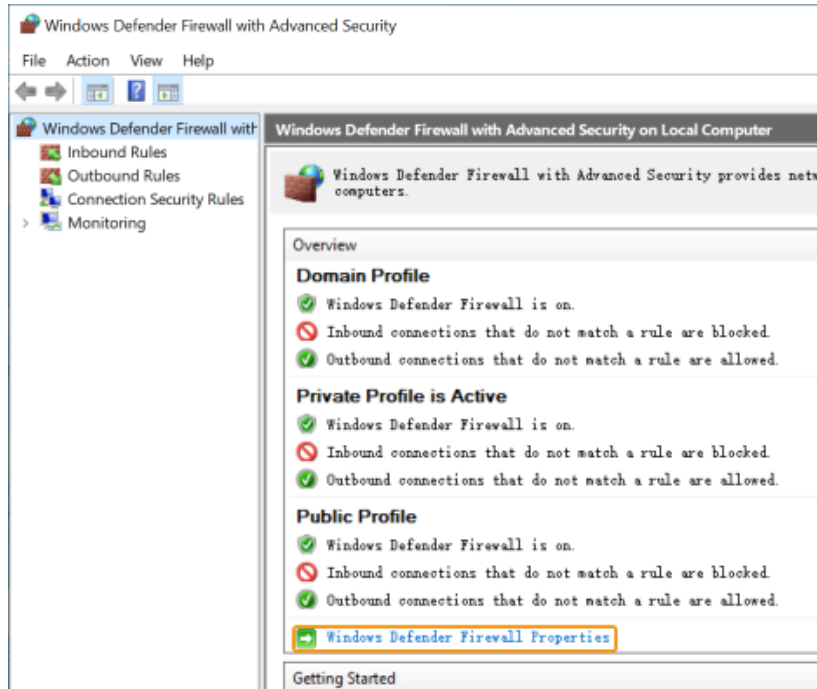 Windows Defender Firewall with Advanced Security
File Action View Help
Windows Defender Firewall with
Inbound Rules
Outbound Rules
Connection Security Rules
Monitoring
Windows Defender Firewall with Advanced Security on Local Computer
Windows Defender Firewall with Advanced Security provides netw
computers.
Overview
Domain Profile
Windows Defender Firewall is on.
Inbound connections that do not match a rule are blocked.
Outbound connections that do not match a rule are allowed.
Private Profile is Active
Windows Defender Firewall is on.
Inbound connections that do not match a rule are blocked.
Outbound connections that do not match a rule are allowed.
Public Profile
Windows Defender Firewall is on.
Inbound connections that do not match a rule are blocked.
Outbound connections that do not match a rule are allowed.
Windows Defender Firewall Properties
Getting Started